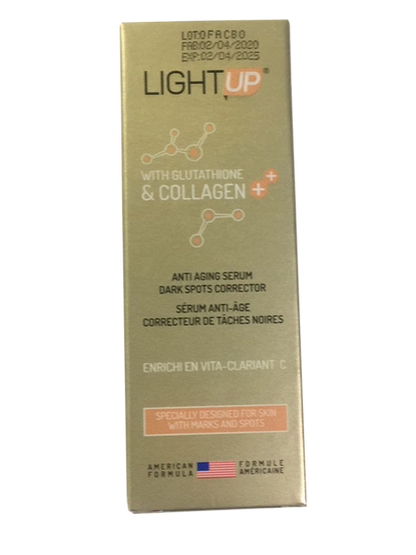 LOT:OFACBO
FAB:02/04/2020
EXP:02/04/2025
LIGHTUP®
WITH GLUTATHIONE
& COLLAGEN ++
ANTI AGING SERUM
DARK SPOTS CORRECTOR
SÉRUM ANTI-ÂGE
CORRECTEUR DE TÂCHES NOIRES
ENRICHI EN VITA-CLARIANT C
SPECIALLY DESIGNED FOR SKIN
WITH MARKS AND SPOTS
AMERICAN FORMULE
FORMULA AMÉRICAINE